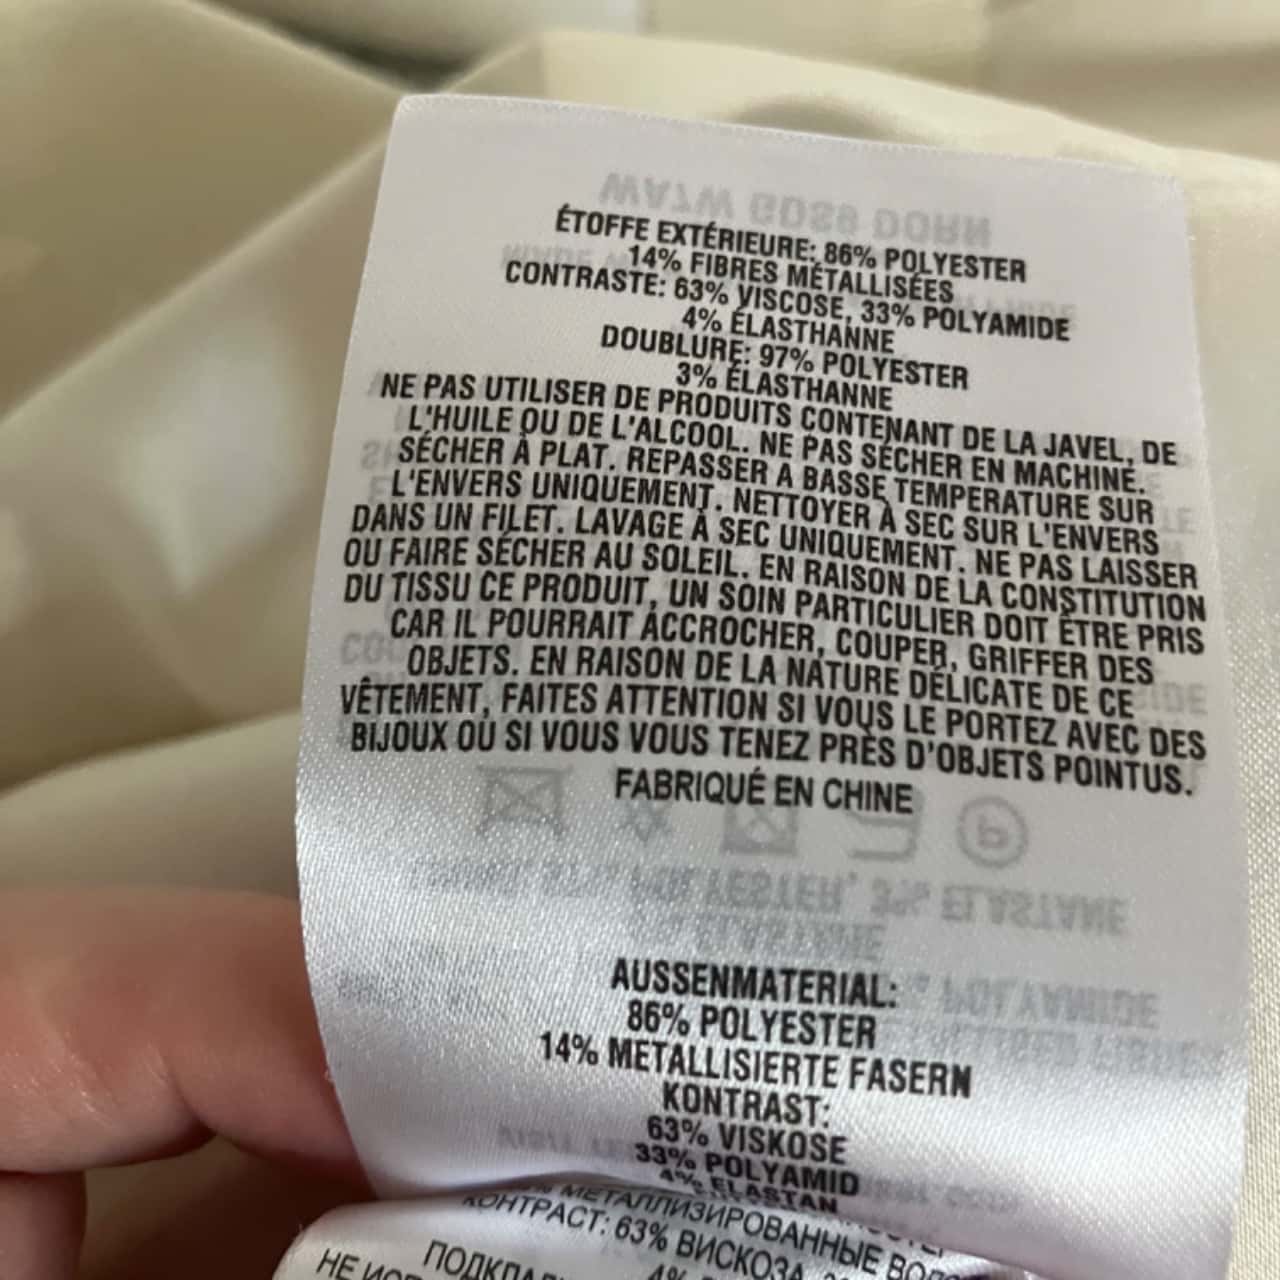 ÉTOFFE EXTÉRIEURE: 86% POLYESTER
14% FIBRES MÉTALLISÉES
CONTRASTE: 63% VISCOSE, 33% POLYAMIDE
4% ÉLASTHANNE
DOUBLURE: 97% POLYESTER
3% ÉLASTHANNE
NE PAS UTILISER DE PRODUITS CONTENANT DE LA JAVEL, DE
L'HUILE OU DE L'ALCOOL. NE PAS SÉCHER EN MACHINE.
SÉCHER À PLAT. REPASSER A BASSE TEMPERATURE SUR
L'ENVERS UNIQUEMENT. NETTOYER À SEC SUR L'ENVERS
DANS UN FILET. LAVAGE À SEC UNIQUEMENT. NE PAS LAISSER
OU FAIRE SÉCHER AU SOLEIL. EN RAISON DE LA CONSTITUTION
DU TISSU CE PRODUIT, UN SOIN PARTICULIER DOIT ÊTRE PRIS
CAR IL POURRAIT ACCROCHER, COUPER, GRIFFER DES
OBJETS. EN RAISON DE LA NATURE DÉLICATE DE CE
VÊTEMENT, FAITES ATTENTION SI VOUS LE PORTEZ AVEC DES
BIJOUX OU SI VOUS VOUS TENEZ PRÈS D'OBJETS POINTUS.
FABRIQUÉ EN CHINE
AUSSENMATERIAL:
86% POLYESTER
14% METALLISIERTE FASERN
KONTRAST:
63% VISKOSE
33% POLYAMID
4% ELASTAN
МЕТАЛЛИЗИРОВАННЫЕ
КОНТРАСТ: 63% ВИСКОЗА
4%
НЕ